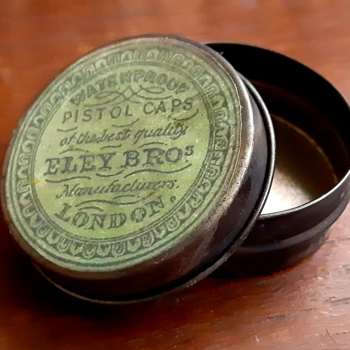 WATERPROOF
PISTOL CAPS
of the best quality
ELEY BROS
Manufacturers.
LONDON.